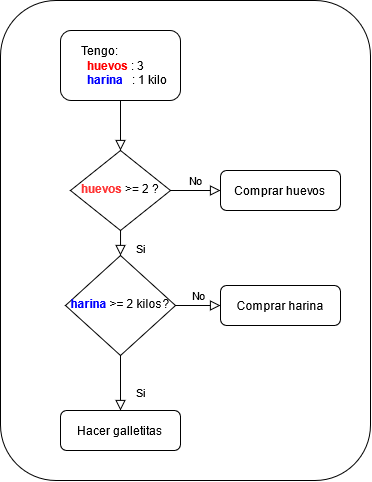 Tengo:
huevos : 3
harina : 1 kilo
huevos >= 2 ?
No
Comprar huevos
Si
harina >= 2 kilos?
No
Comprar harina
Si
Hacer galletitas